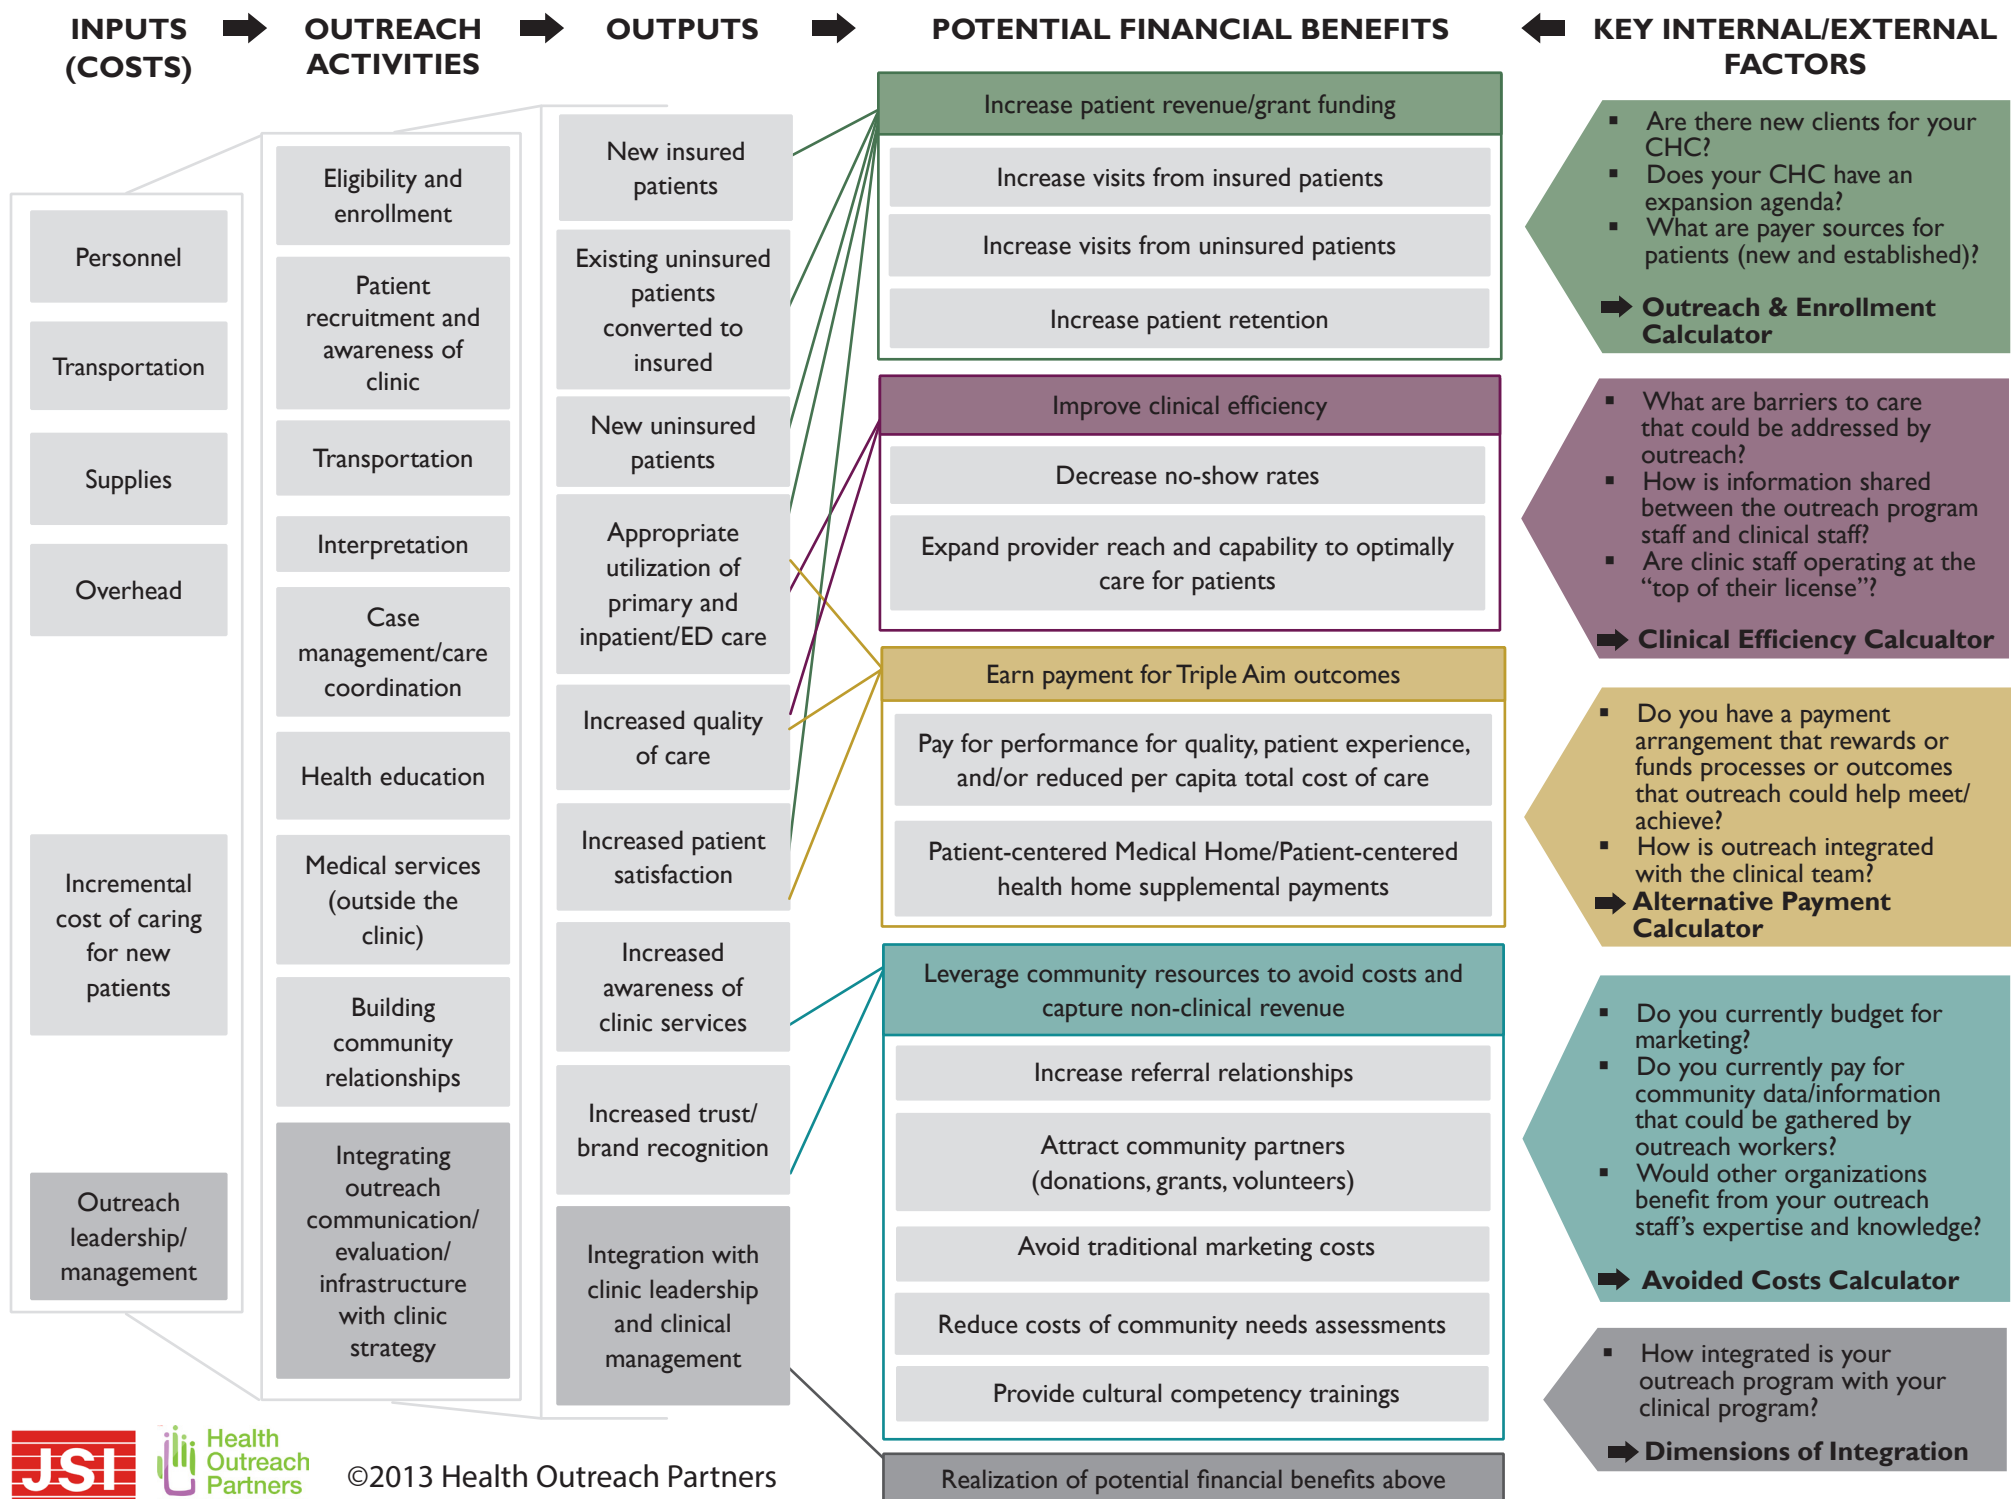 INPUTS
(COSTS)
OUTREACH
ACTIVITIES
OUTPUTS
POTENTIAL FINANCIAL BENEFITS
KEY INTERNAL/EXTERNAL
FACTORS
Personnel
Transportation
Supplies
Overhead
Incremental
cost of caring
for new
patients
Outreach
leadership/
management
Eligibility and
enrollment
Patient
recruitment and
awareness of
clinic
Transportation
Interpretation
Case
management/care
coordination
Health education
Medical services
(outside the
clinic)
Building
community
relationships
Integrating
outreach
communication/
evaluation/
infrastructure
with clinic
strategy
New insured
patients
Existing uninsured
patients
converted to
insured
New uninsured
patients
Appropriate
utilization of
primary and
inpatient/ED care
Increased quality
of care
Increased patient
satisfaction
Increased
awareness of
clinic services
Increased trust/
brand recognition
Integration with
clinic leadership
and clinical
management
Increase patient revenue/grant funding
Increase visits from insured patients
Increase visits from uninsured patients
Increase patient retention
Improve clinical efficiency
Decrease no-show rates
Expand provider reach and capability to optimally
care for patients
Earn payment for Triple Aim outcomes
Pay for performance for quality, patient experience,
and/or reduced per capita total cost of care
Patient-centered Medical Home/Patient-centered
health home supplemental payments
Leverage community resources to avoid costs and
capture non-clinical revenue
Increase referral relationships
Attract community partners
(donations, grants, volunteers)
Avoid traditional marketing costs
Reduce costs of community needs assessments
Provide cultural competency trainings
Realization of potential financial benefits above
▪ Are there new clients for your
CHC?
▪ Does your CHC have an
expansion agenda?
▪ What are payer sources for
patients (new and established)?
Outreach & Enrollment
Calculator
▪ What are barriers to care
that could be addressed by
outreach?
▪ How is information shared
between the outreach program
staff and clinical staff?
▪ Are clinic staff operating at the
“top of their license”?
Clinical Efficiency Calcualtor
▪ Do you have a payment
arrangement that rewards or
funds processes or outcomes
that outreach could help meet/
achieve?
▪ How is outreach integrated
with the clinical team?
Alternative Payment
Calculator
▪ Do you currently budget for
marketing?
▪ Do you currently pay for
community data/information
that could be gathered by
outreach workers?
▪ Would other organizations
benefit from your outreach
staff’s expertise and knowledge?
Avoided Costs Calculator
▪ How integrated is your
outreach program with your
clinical program?
Dimensions of Integration
JSI
Health
Outreach
Partners
©2013 Health Outreach Partners